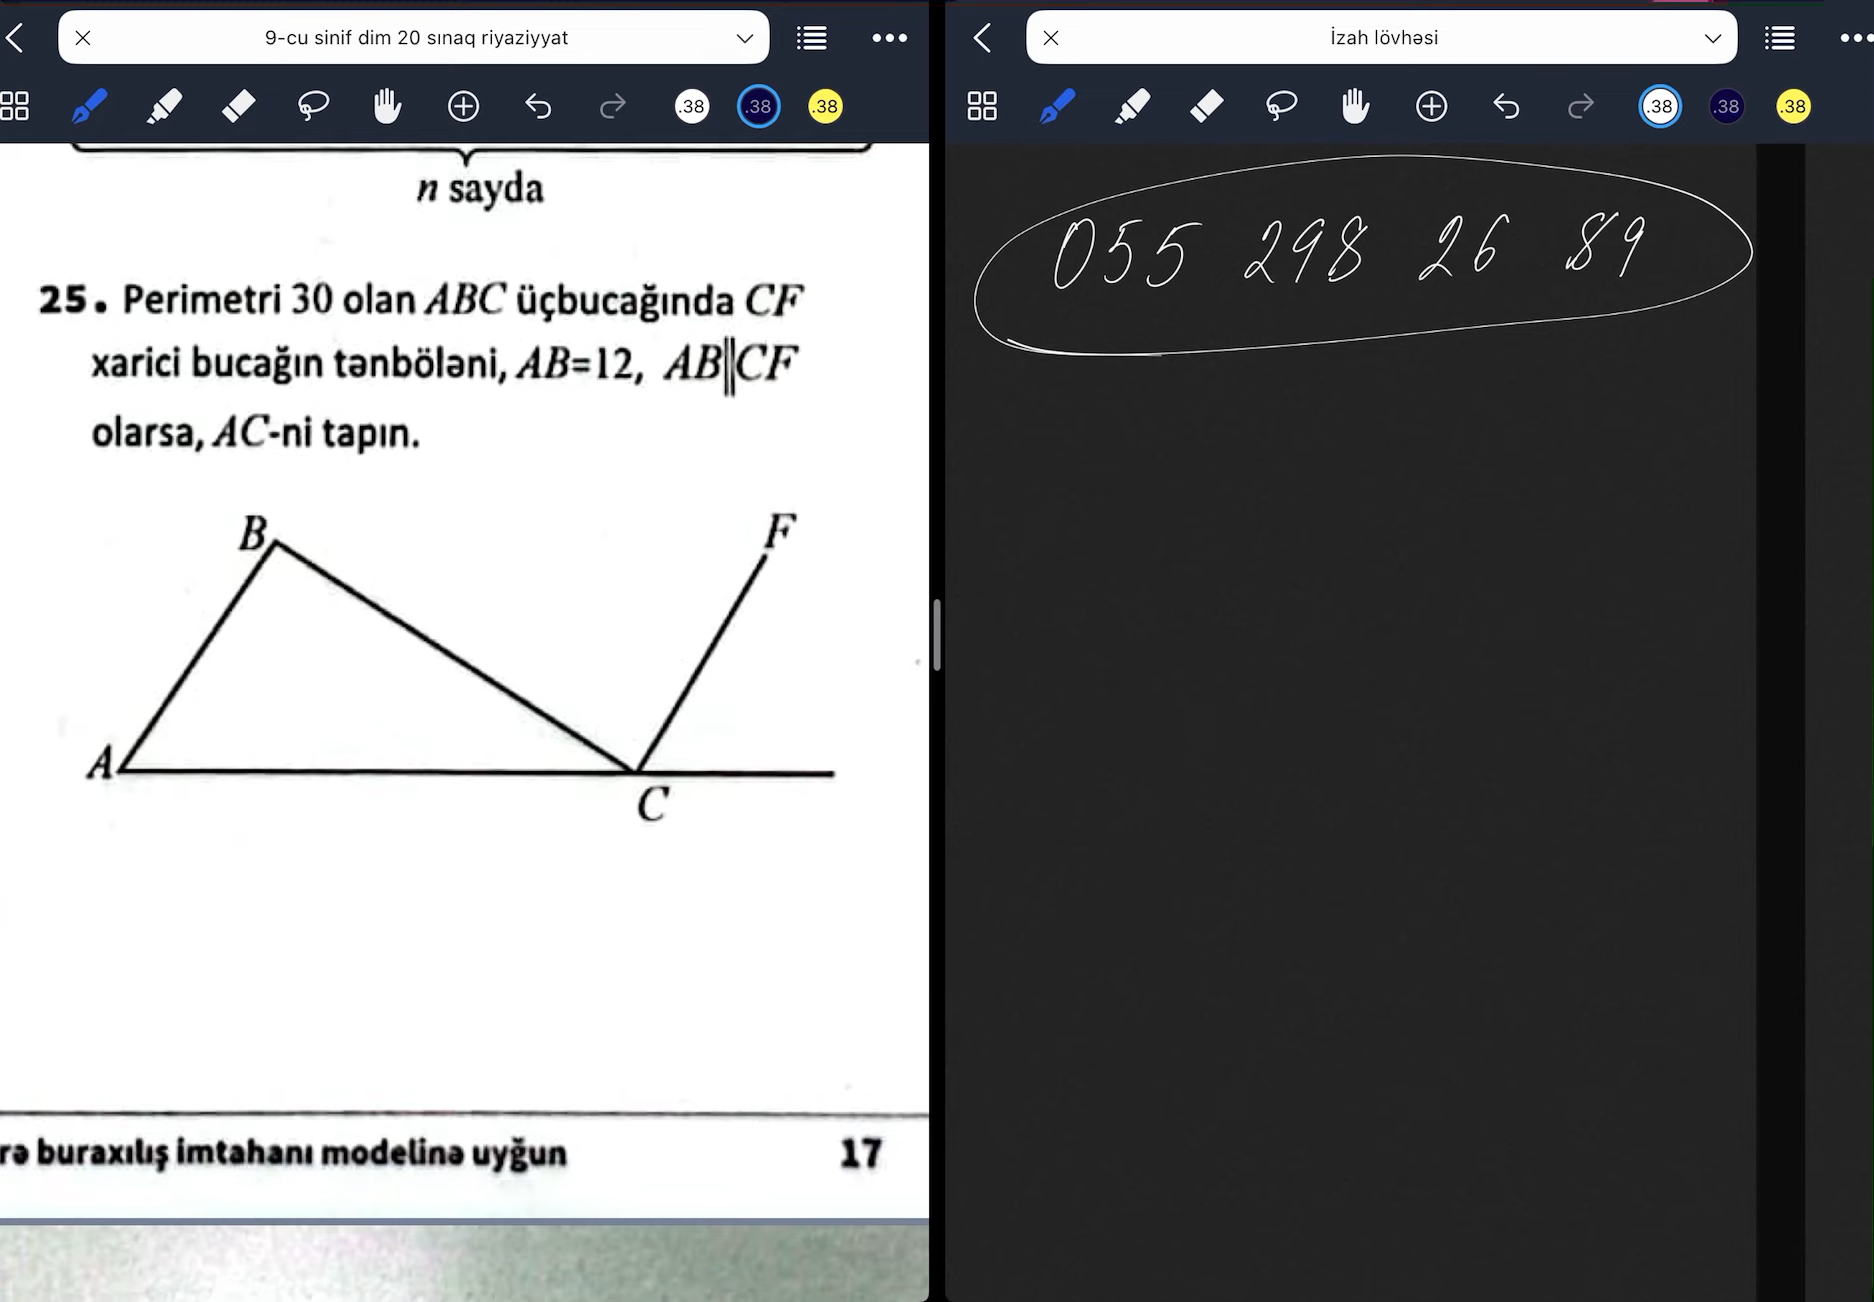 9-cu sinif dim 20 sınaq riyaziyyat
.38 .38 .38
n sayda
25. Perimetri 30 olan ABC üçbucağında CF
xarici bucağın tənböləni, AB=12, AB||CF
olarsa, AC-ni tapın.
B
F
A
C
rə buraxılış imtahanı modelinə uyğun 17
İzah lövhəsi
.38 .38 .38
055 298 26 89